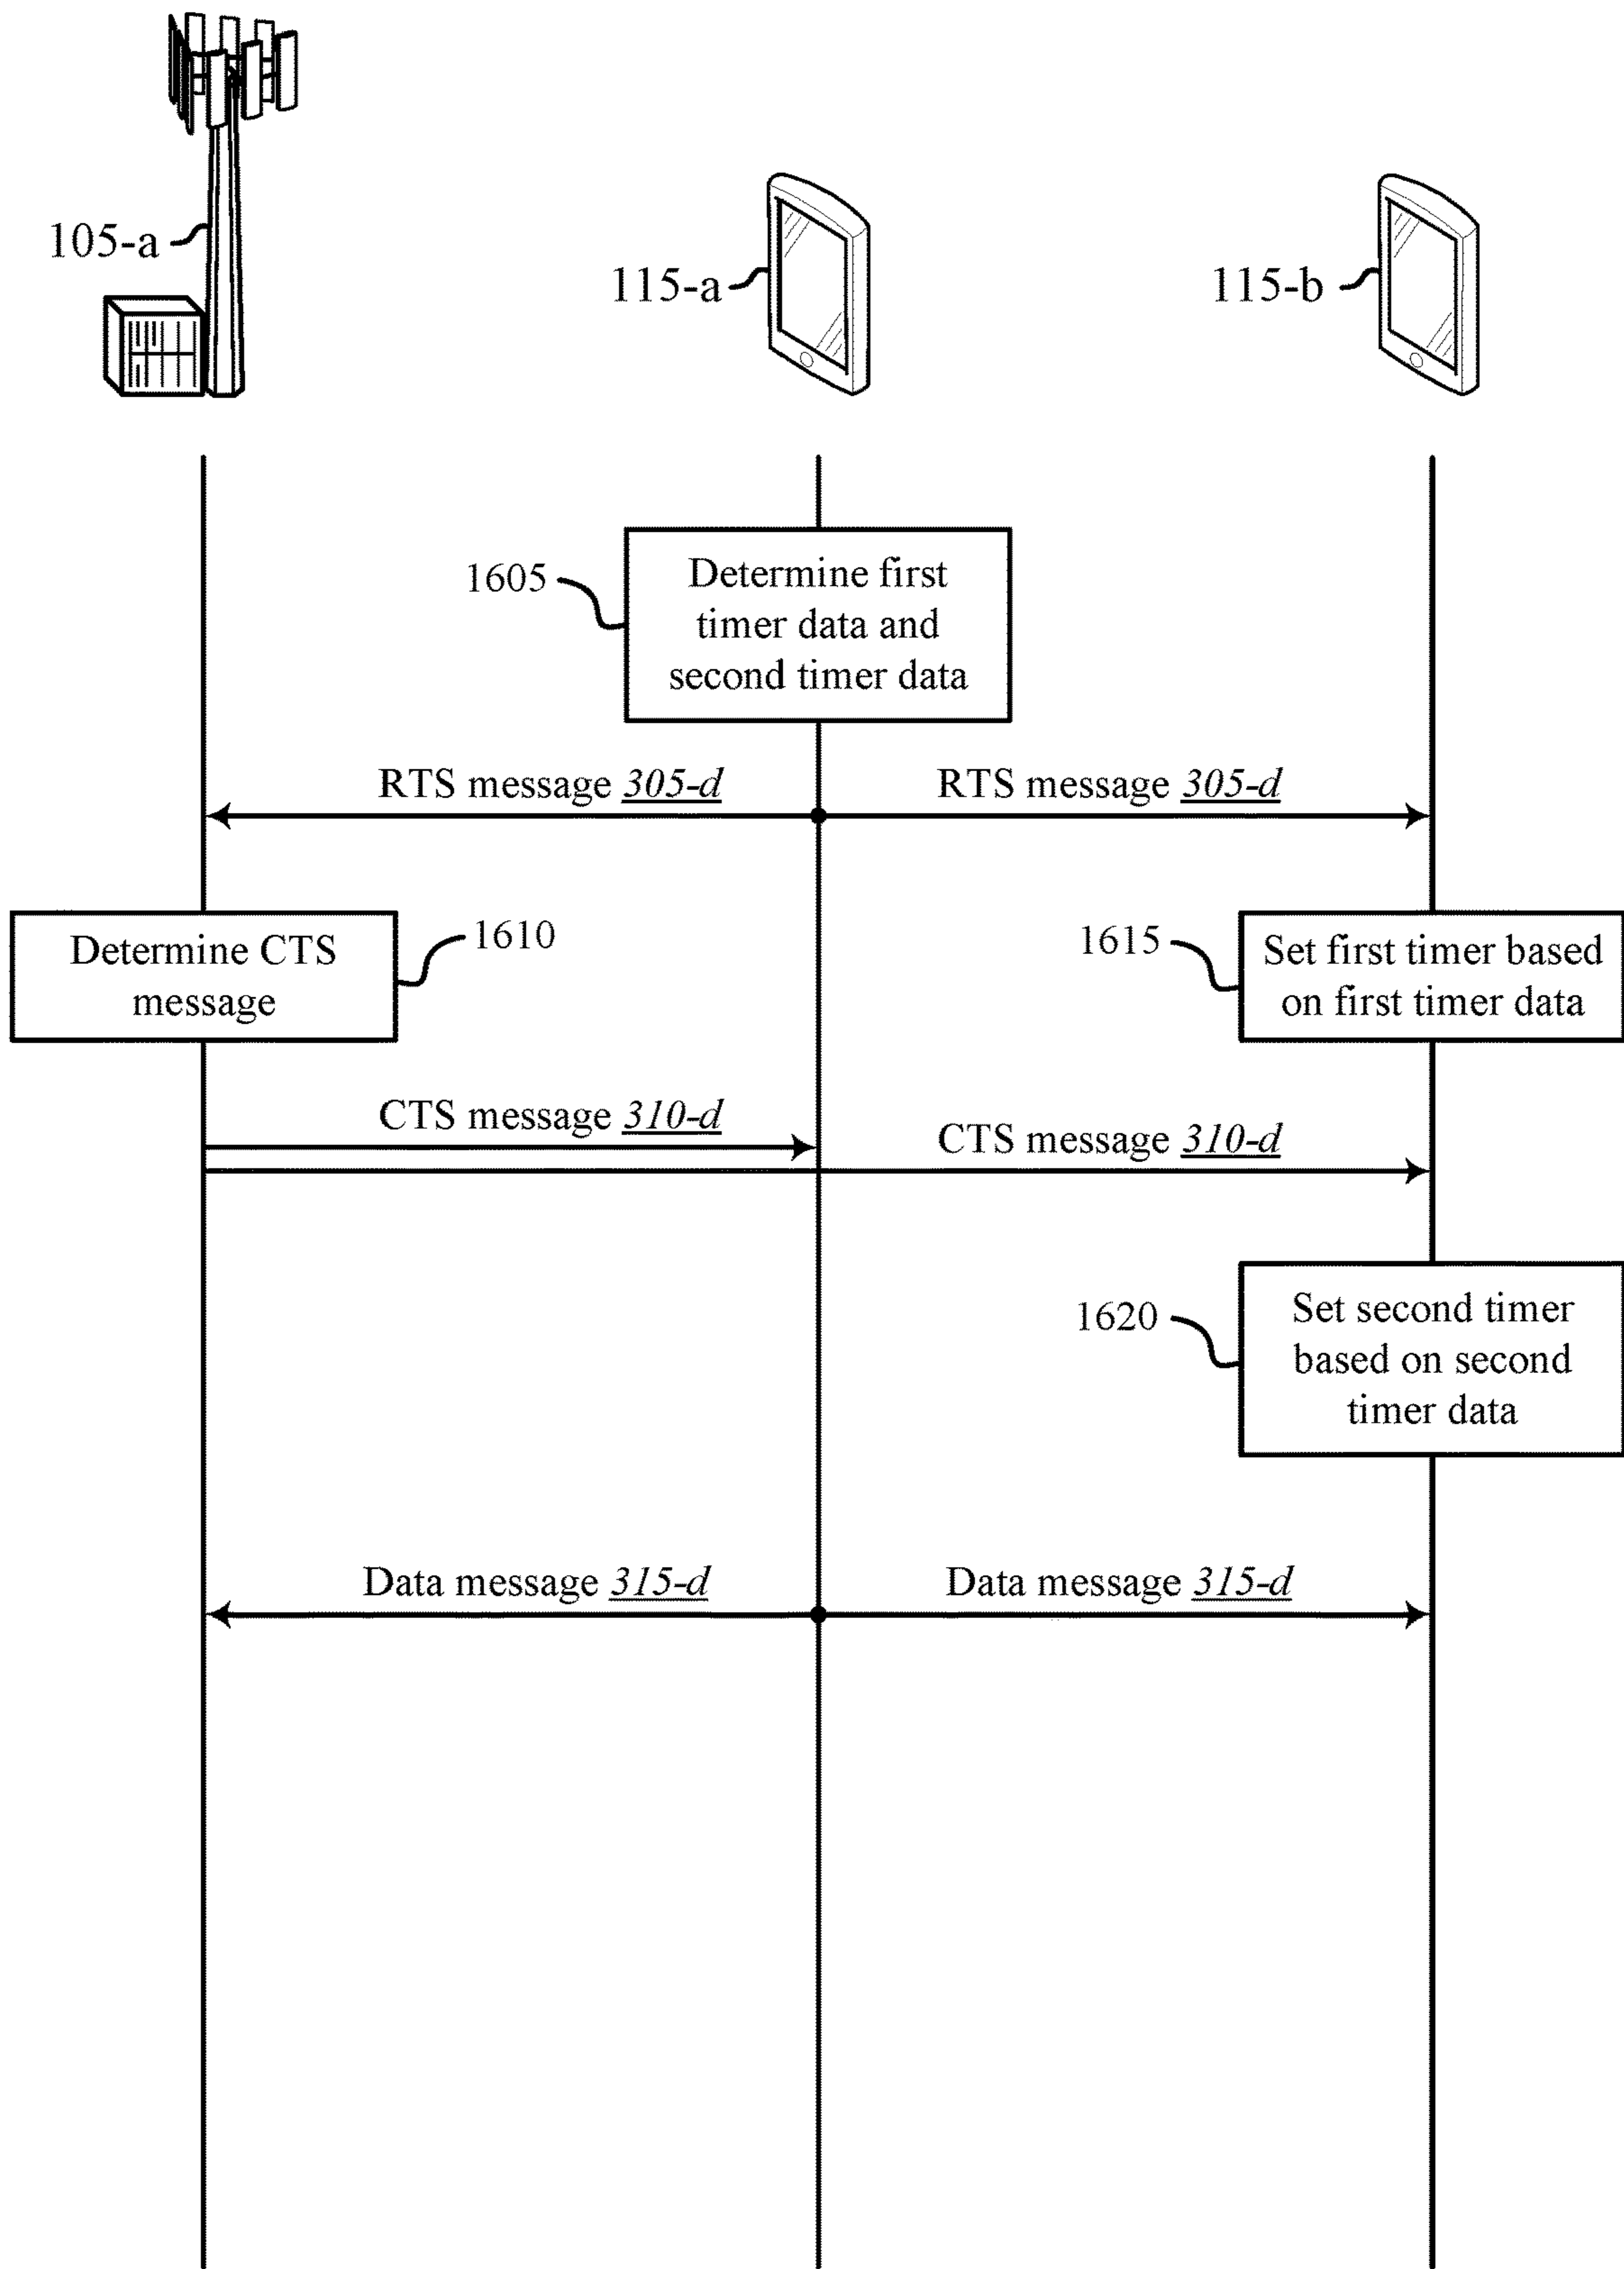 105-a
115-a
115-b
1605
Determine first
timer data and
second timer data
RTS message 305-d
RTS message 305-d
Determine CTS
message
1610
1615
Set first timer based
on first timer data
CTS message 310-d
CTS message 310-d
1620
Set second timer
based on second
timer data
Data message 315-d
Data message 315-d